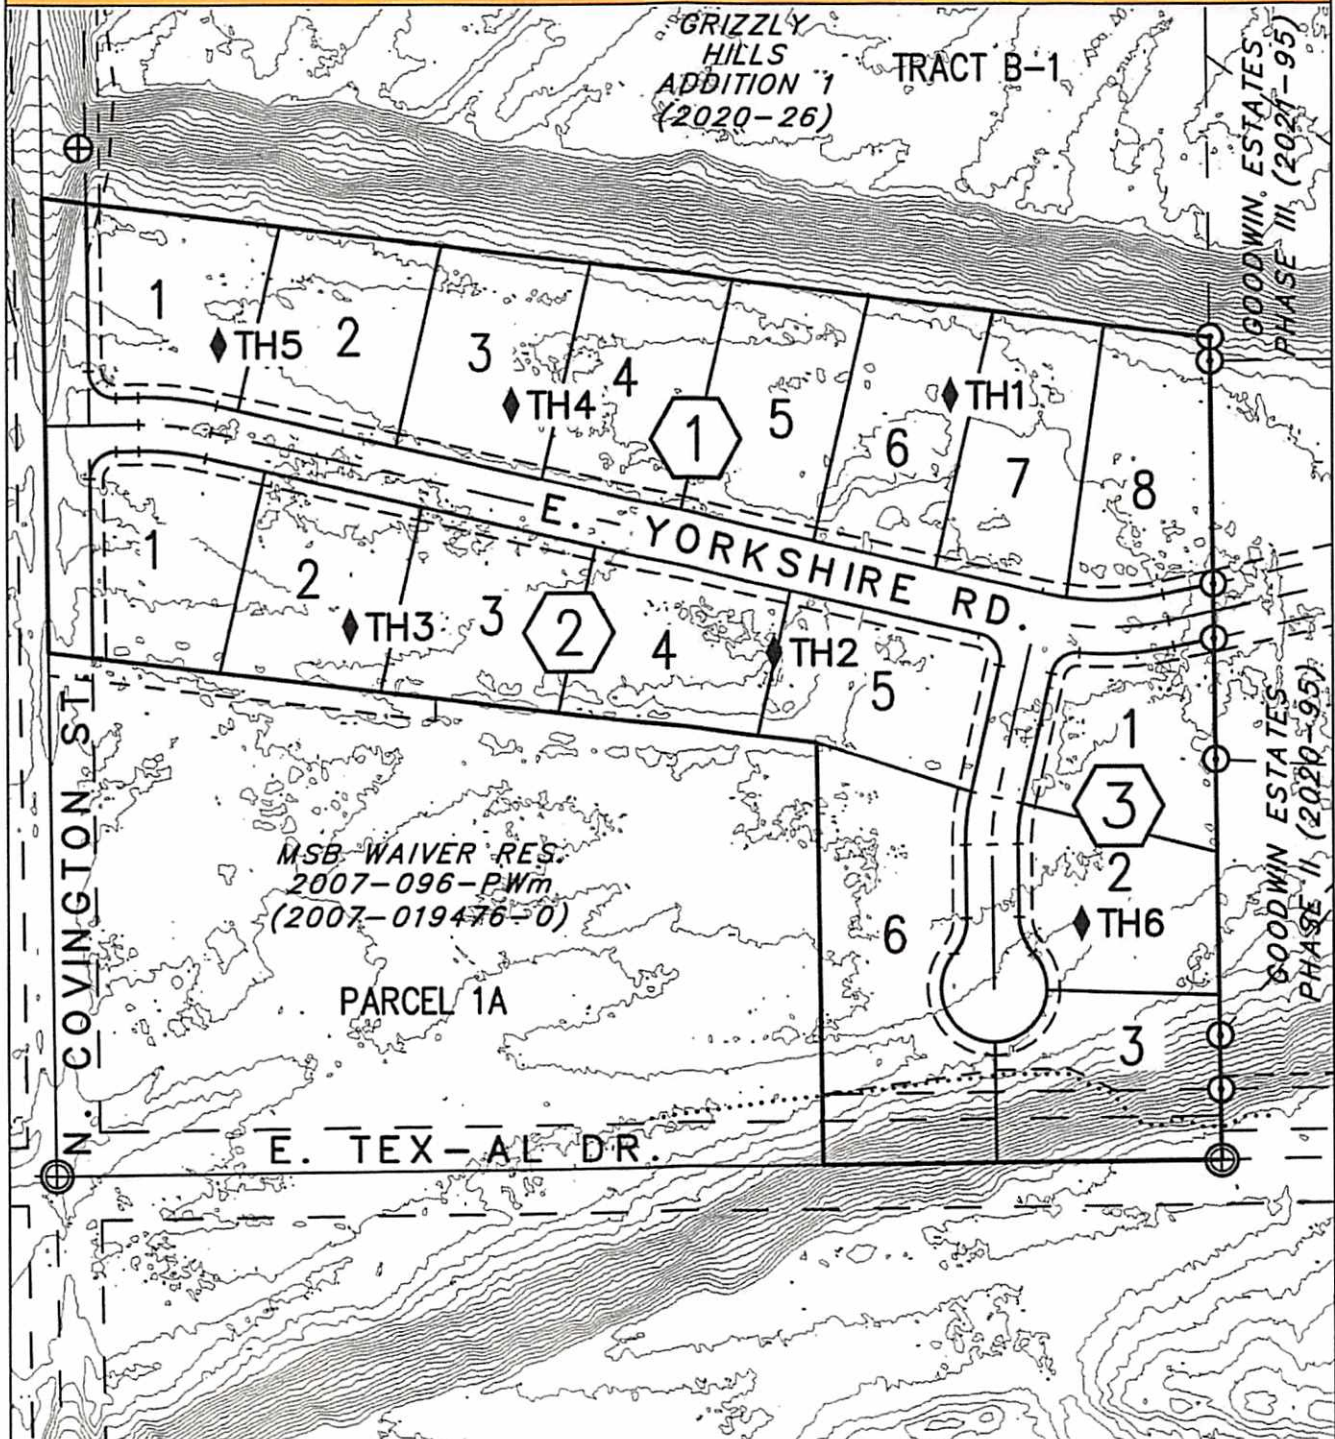 GRIZZLY
HILLS
ADDITION 1
(2020-26)
TRACT B-1
GOODWIN ESTATES
PHASE III (2021-95)
1
TH5
2
3
TH4
4
1
5
6
TH1
7
8
E. YORKSHIRE RD.
1
2
TH3
3
2
4
TH2
5
1
3
2
TH6
6
3
GOODWIN ESTATES
PHASE II (2020-95)
N. COVINGTON ST.
MSB WAIVER RES.
2007-096-PWm
(2007-019476-0)
PARCEL 1A
E. TEX-AL DR.